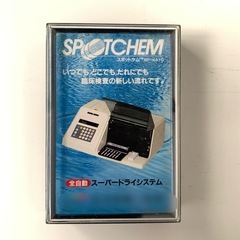 SPOTCHEM
スポットケム
いつでも、どこでも、だれにでも
臨床検査の新しい流れです。
全自動 スーパードライシステム